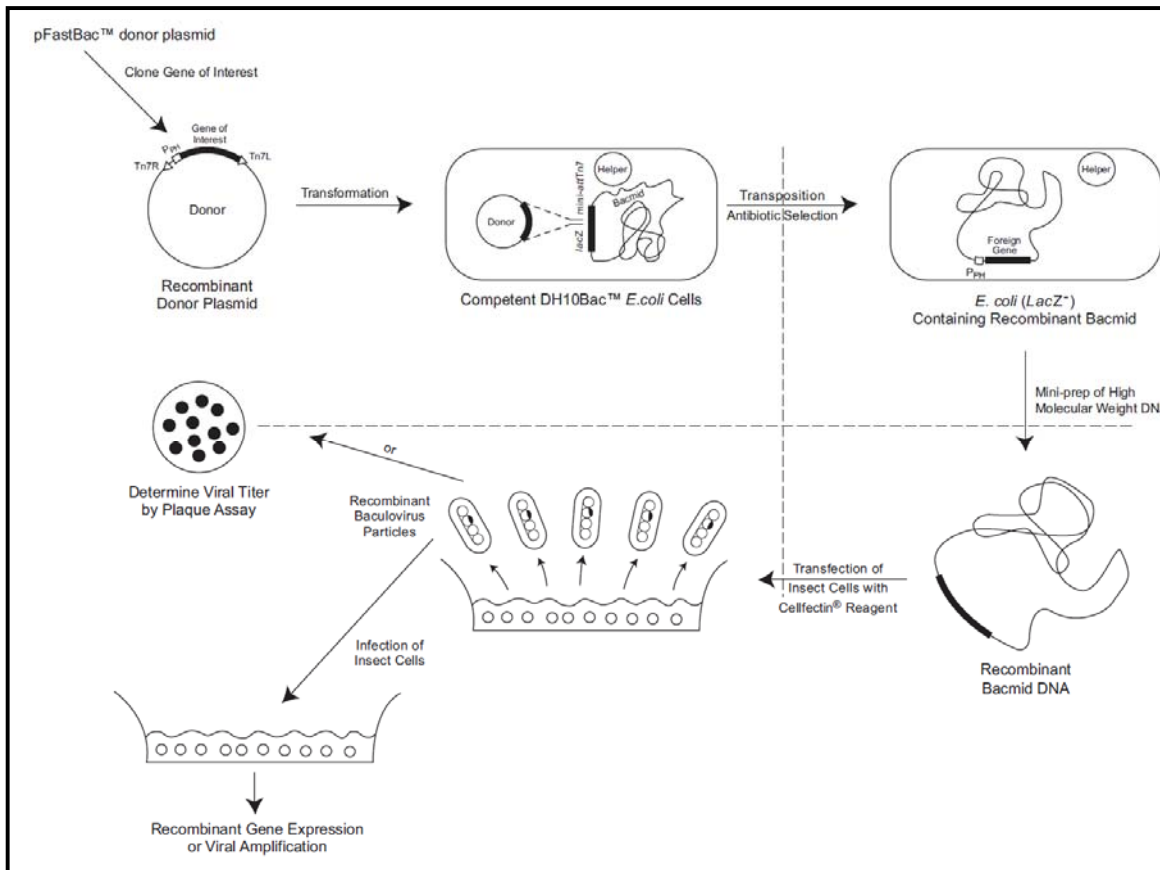 pFastBac™ donor plasmid
Clone Gene of Interest
Gene of
Interest
PPH
Tn7R
Tn7L
Donor
Recombinant
Donor Plasmid
Transformation
Helper
Donor
lacZ
mini-attTn7
Bacmid
Competent DH10Bac™ E.coli Cells
Transposition
Antibiotic Selection
Helper
Foreign
Gene
PPH
E. coli (LacZ-)
Containing Recombinant Bacmid
Mini-prep of High
Molecular Weight DN
Determine Viral Titer
by Plaque Assay
or
Recombinant
Baculovirus
Particles
Transfection of
Insect Cells with
Cellfectin® Reagent
Recombinant
Bacmid DNA
Infection of
Insect Cells
Recombinant Gene Expression
or Viral Amplification